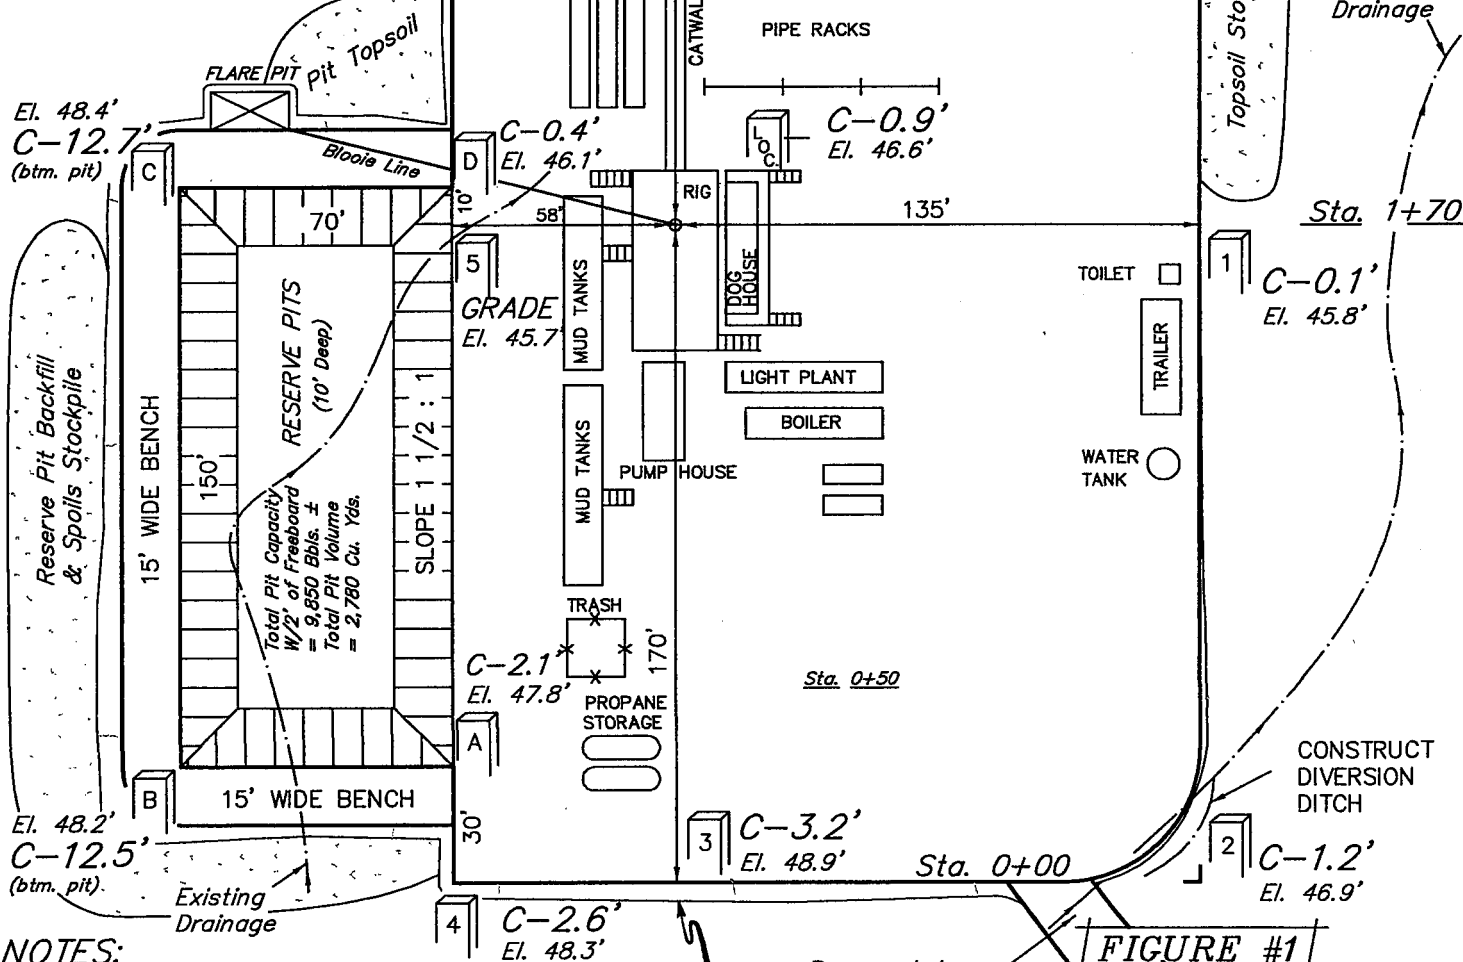 Drainage
CATWAL
PIPE RACKS
Topsoil Sto
Pit Topsoil
FLARE PIT
El. 48.4'
C-12.7'
(btm. pit)
C
Blooie Line
D
C-0.4'
El. 46.1'
LOC.
C-0.9'
El. 46.6'
RIG
10'
58'
135'
Sta. 1+70
70'
5
GRADE
El. 45.7'
MUD TANKS
DOG
HOUSE
TOILET
1
C-0.1'
El. 45.8'
TRAILER
RESERVE PITS
(10' Deep)
LIGHT PLANT
BOILER
Reserve Pit Backfill
& Spoils Stockpile
15' WIDE BENCH
150'
SLOPE 1 1/2 : 1
MUD TANKS
PUMP HOUSE
WATER
TANK
Total Pit Capacity
W/2' of Freeboard
= 9,850 Bbls. ±
Total Pit Volume
= 2,780 Cu. Yds.
TRASH
170'
C-2.1'
El. 47.8'
Sta. 0+50
PROPANE
STORAGE
A
B
15' WIDE BENCH
30'
El. 48.2'
C-12.5'
(btm. pit)
CONSTRUCT
DIVERSION
DITCH
3
C-3.2'
El. 48.9'
Sta. 0+00
2
C-1.2'
El. 46.9'
Existing
Drainage
4
C-2.6'
El. 48.3'
NOTES:
FIGURE #1